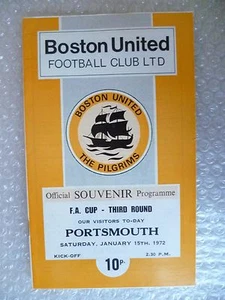 Boston United
FOOTBALL CLUB LTD
BOSTON UNITED
THE PILGRIMS
Official SOUVENIR Programme
F.A. CUP - THIRD ROUND
OUR VISITORS TO-DAY
PORTSMOUTH
SATURDAY, JANUARY 15TH, 1972
KICK-OFF 2.30 P.M.
10p.